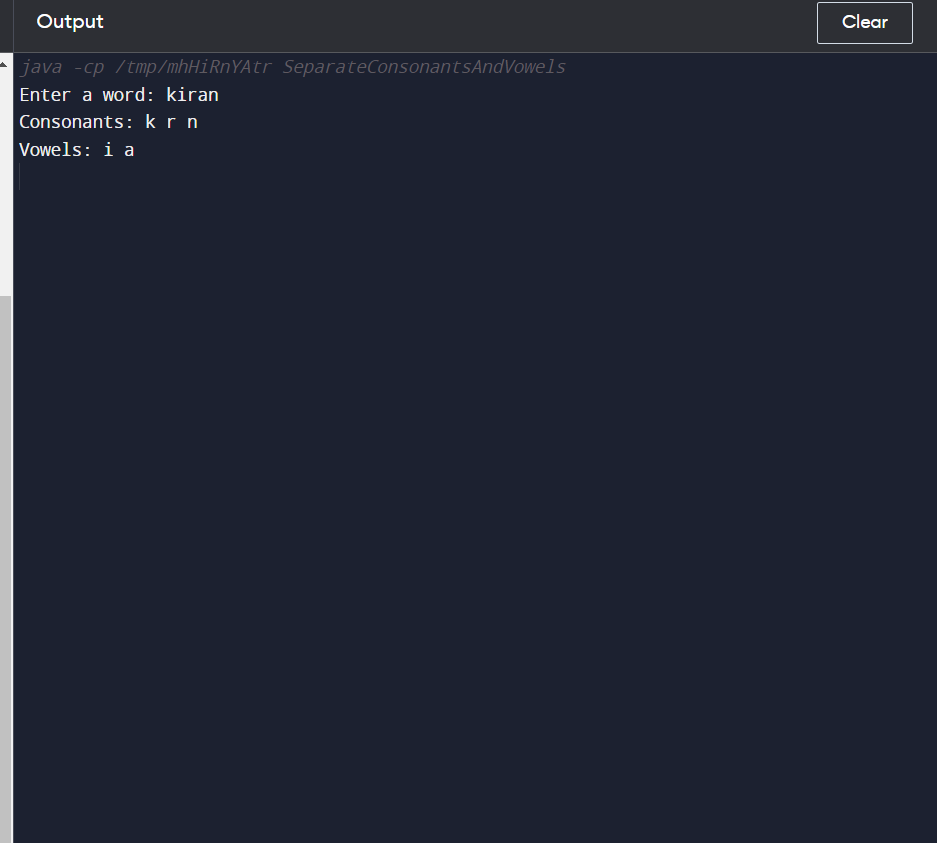 Output
Clear
java -cp /tmp/mhHiRnYAtr SeparateConsonantsAndVowels
Enter a word: kiran
Consonants: k r n
Vowels: i a